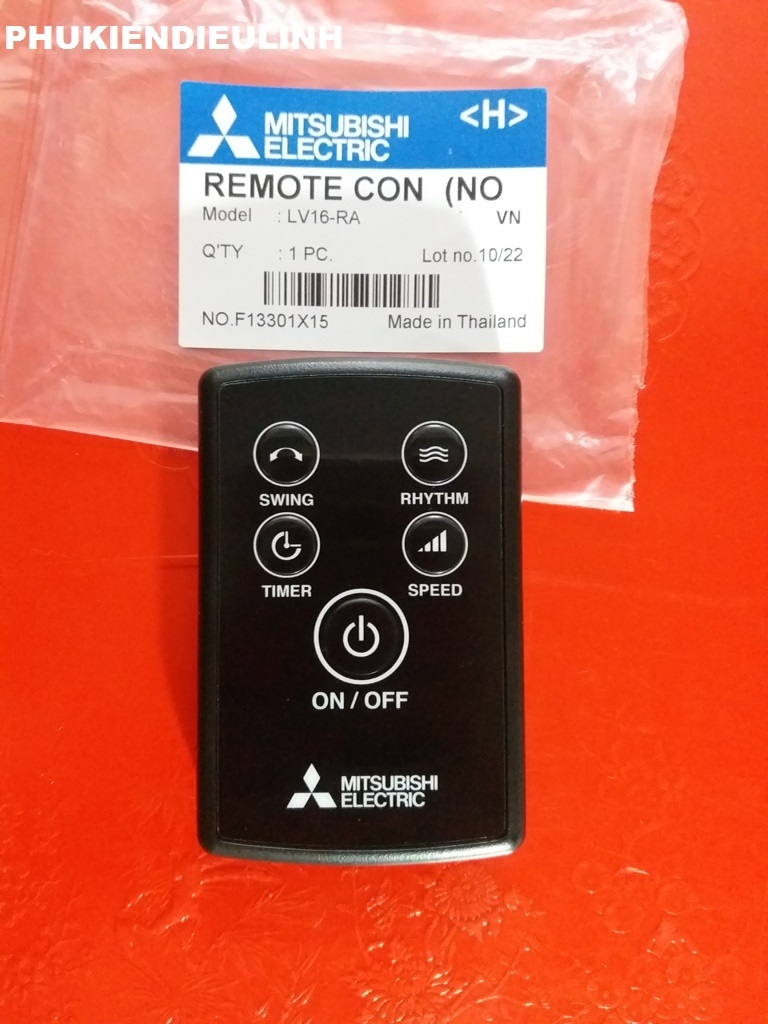 PHUKIENDIEULINH
MITSUBISHI
ELECTRIC
<H>
REMOTE CON (NO
Model : LV16-RA VN
Q'TY : 1 PC. Lot no.10/22
NO.F13301X15 Made in Thailand
SWING RHYTHM
TIMER SPEED
ON / OFF
MITSUBISHI
ELECTRIC